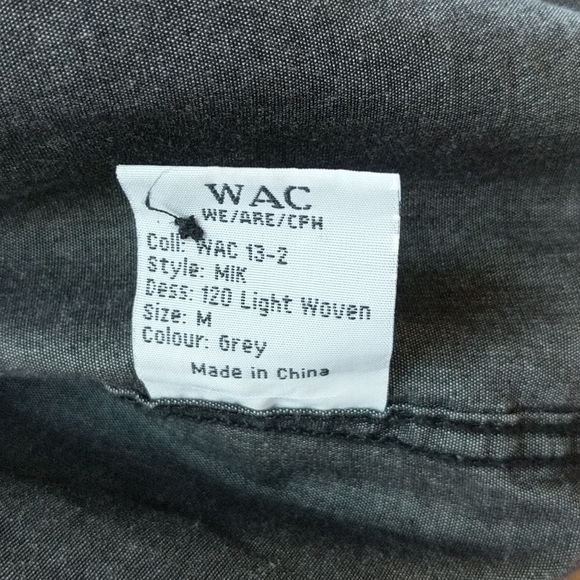 WAC
WE/ARE/CPH
Coll: WAC 13-2
Style: MIK
Dess: 120 Light Woven
Size: M
Colour: Grey
Made in China